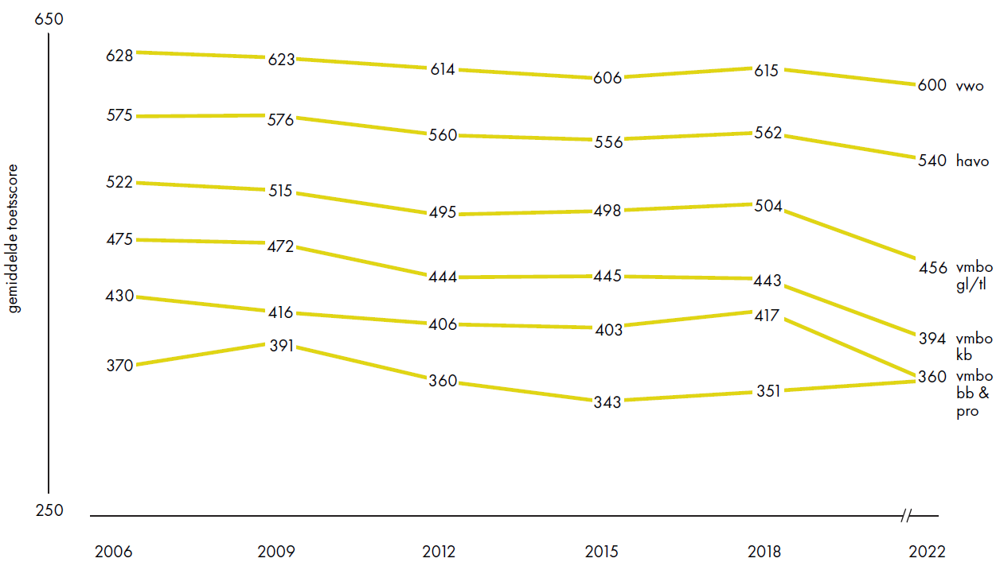 650
628 623 614 606 615 600 vwo
575 576 560 556 562 540 havo
522 515 495 498 504 456 vmbo
gl/tl
475 472 444 445 443 394 vmbo
kb
430 416 406 403 417 360 vmbo
bb &
pro
370 391 360 343 351
gemiddelde toetsscore
250
2006 2009 2012 2015 2018 2022